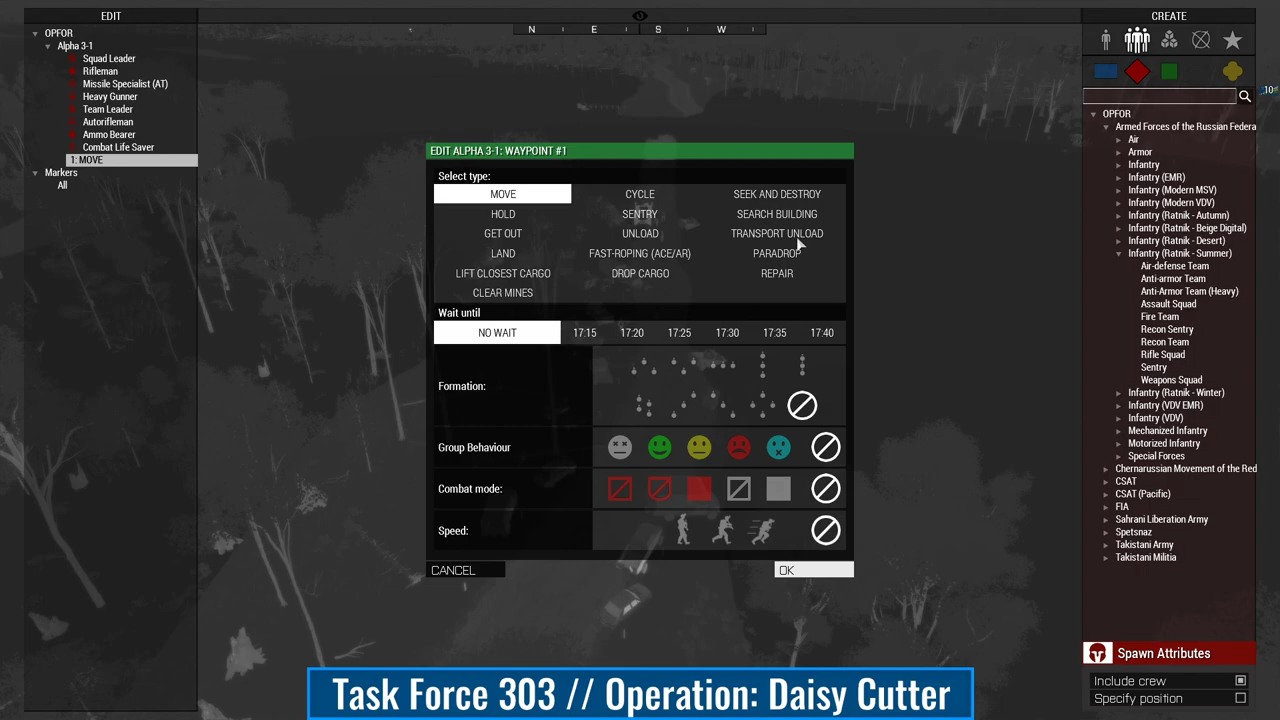 EDIT
OPFOR
Alpha 3-1
Squad Leader
Rifleman
Missile Specialist (AT)
Heavy Gunner
Team Leader
Autorifleman
Ammo Bearer
Combat Life Saver
1: MOVE
Markers
All
N E S W
EDIT ALPHA 3-1: WAYPOINT #1
Select type:
MOVE CYCLE SEEK AND DESTROY
HOLD SENTRY SEARCH BUILDING
GET OUT UNLOAD TRANSPORT UNLOAD
LAND FAST-ROPING (ACE/AR) PARADROP
LIFT CLOSEST CARGO DROP CARGO REPAIR
CLEAR MINES
Wait until
NO WAIT 17:15 17:20 17:25 17:30 17:35 17:40
Formation:
Group Behaviour
Combat mode:
Speed:
CANCEL OK
CREATE
10
OPFOR
Armed Forces of the Russian Federa
Air
Armor
Infantry
Infantry (EMR)
Infantry (Modern MSV)
Infantry (Modern VDV)
Infantry (Ratnik - Autumn)
Infantry (Ratnik - Beige Digital)
Infantry (Ratnik - Desert)
Infantry (Ratnik - Summer)
Air-defense Team
Anti-armor Team
Anti-Armor Team (Heavy)
Assault Squad
Fire Team
Recon Sentry
Recon Team
Rifle Squad
Sentry
Weapons Squad
Infantry (Ratnik - Winter)
Infantry (VDV EMR)
Infantry (VDV)
Mechanized Infantry
Motorized Infantry
Special Forces
Chernarussian Movement of the Red
CSAT
CSAT (Pacific)
FIA
Sahrani Liberation Army
Spetsnaz
Takistani Army
Takistani Militia
Spawn Attributes
Include crew
Specify position
Task Force 303 // Operation: Daisy Cutter